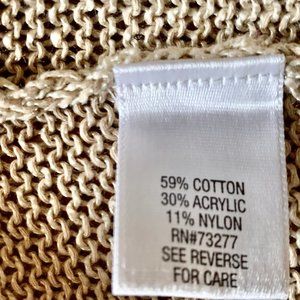 59% COTTON
30% ACRYLIC
11% NYLON
RN#73277
SEE REVERSE
FOR CARE